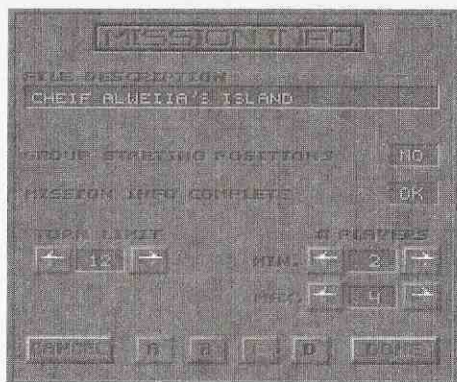 MISSION INFO
FILE DESCRIPTION
CHEIF ALWEIIA'S ISLAND
GROUP STARTING POSITIONS NO
MISSION INFO COMPLETE OK
TURN LIMIT # PLAYERS
12 MIN. 2
MAX.
CANCEL A B C D DONE